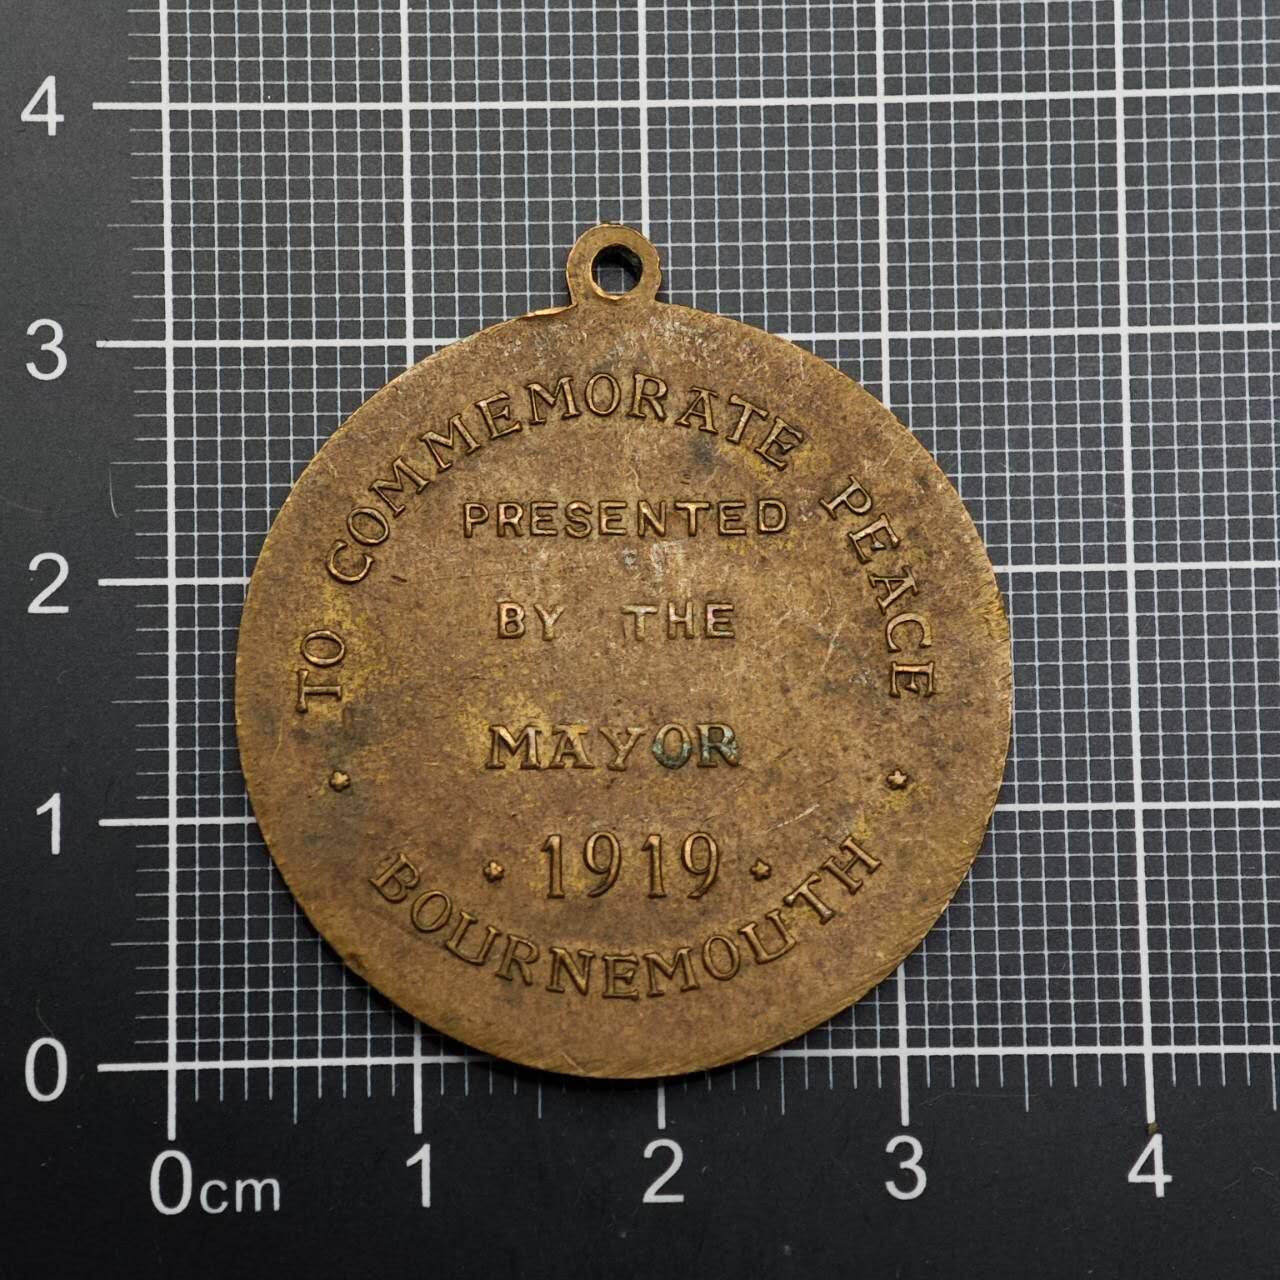 4
3
2
1
0
0cm 1 2 3 4
TO COMMEMORATE PEACE
PRESENTED
BY THE
MAYOR
1919
BOURNEMOUTH